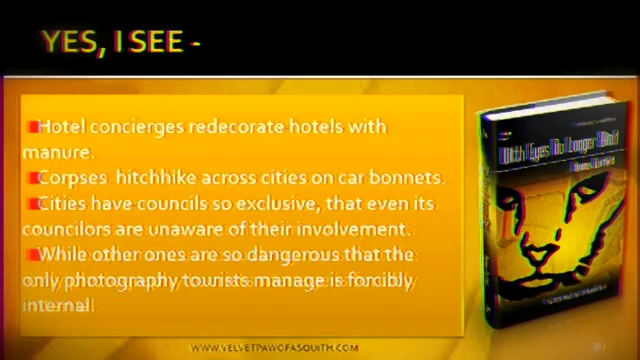 YES, I SEE -
Hotel concierges redecorate hotels with
manure.
Corpses hitchhike across cities on car bonnets.
Cities have councils so exclusive, that even its
councilors are unaware of their involvement.
While other ones are so dangerous that the
only photography tourists manage is forcibly
internal.
With Eyes No Longer Blind
WWW.VELVETPAWOFASQUITH.COM